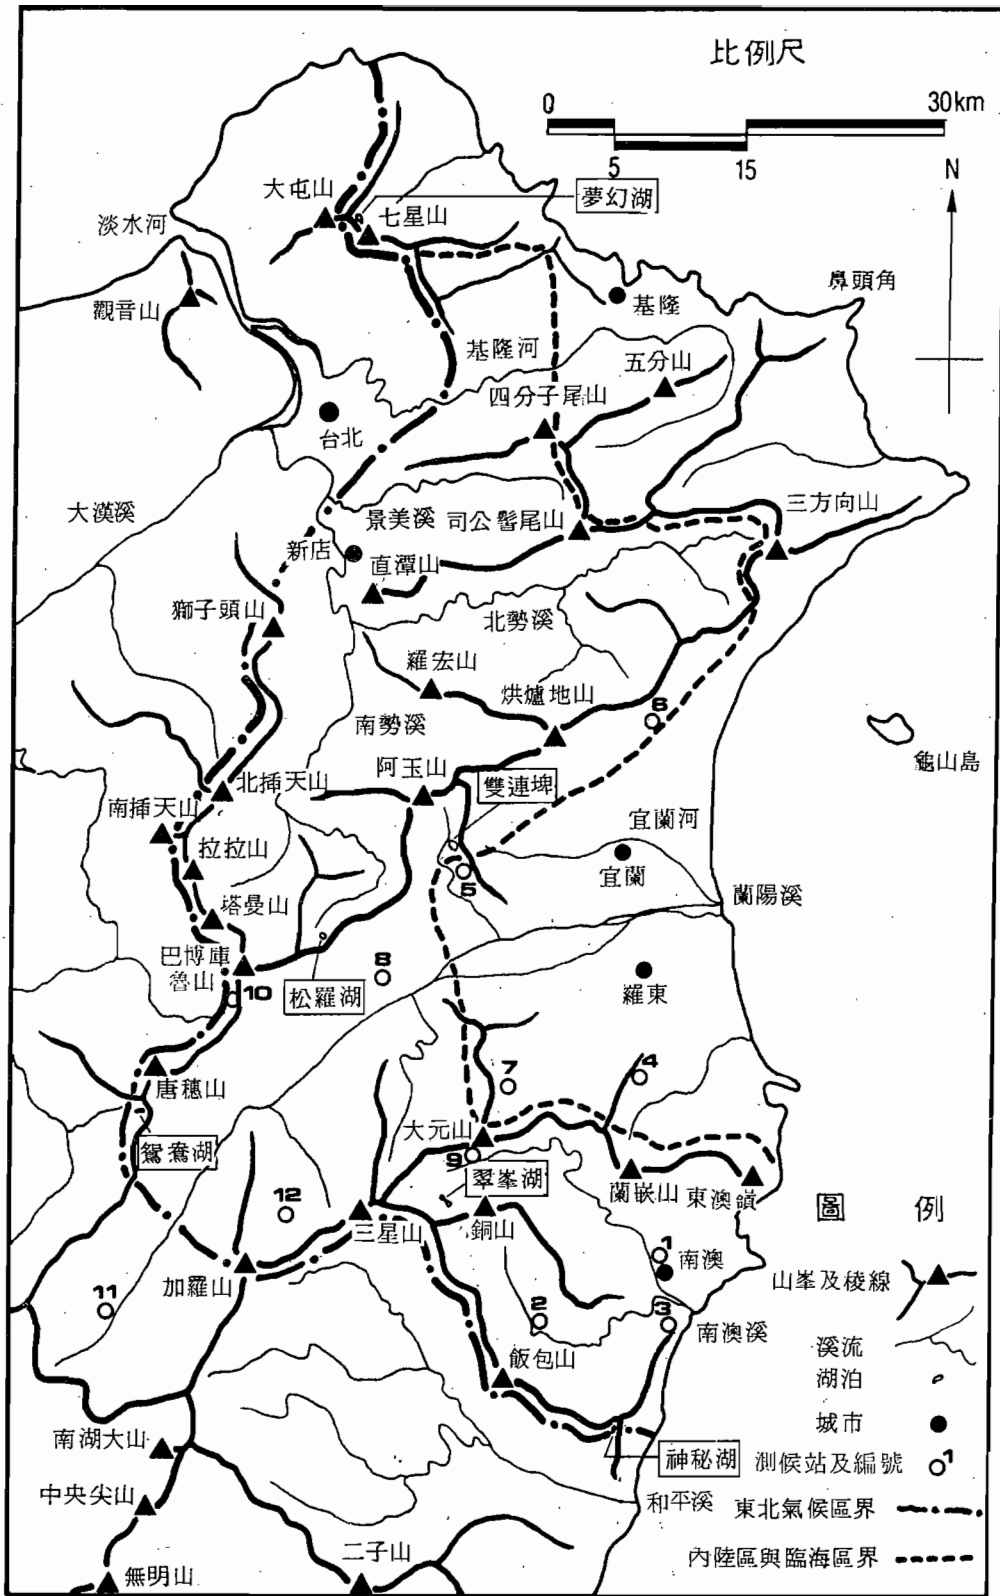 比例尺
0
30km
5
15
N
大屯山
夢幻湖
七星山
淡水河
鼻頭角
觀音山
基隆
基隆河
五分山
四分子尾山
台北
大漢溪
三方向山
景美溪
司公髻尾山
新店
直潭山
獅子頭山
北勢溪
羅宏山
烘爐地山
南勢溪
6
龜山島
阿玉山
北插天山
雙連埤
南插天山
宜蘭河
拉拉山
宜蘭
5
蘭陽溪
塔曼山
巴博庫
魯山
8
10
松羅湖
羅東
7
4
唐穗山
大元山
鴛鴦湖
9
翠峯湖
蘭嵌山
東澳嶺
12
圖例
三星山
銅山
1
南澳
加羅山
山峯及稜線
11
2
3
南澳溪
溪流
飯包山
湖泊
城市
南湖大山
神秘湖
測候站及編號
1
中央尖山
和平溪
東北氣候區界
二子山
內陸區與臨海區界
無明山